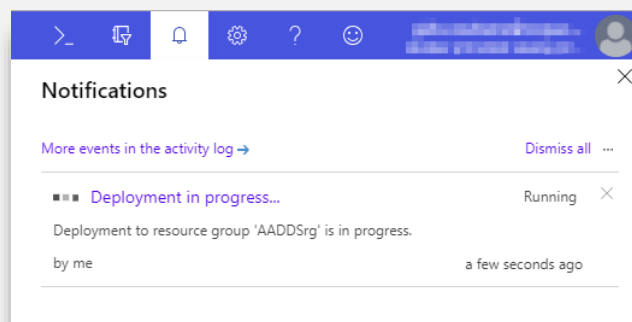 Notifications
More events in the activity log →
Dismiss all ...
Deployment in progress...
Running
Deployment to resource group 'AADDSrg' is in progress.
by me
a few seconds ago